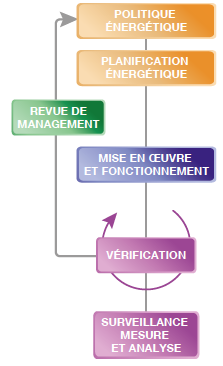 POLITIQUE
ÉNERGÉTIQUE
PLANIFICATION
ÉNERGÉTIQUE
REVUE DE
MANAGEMENT
MISE EN ŒUVRE
ET FONCTIONNEMENT
VÉRIFICATION
SURVEILLANCE
MESURE
ET ANALYSE